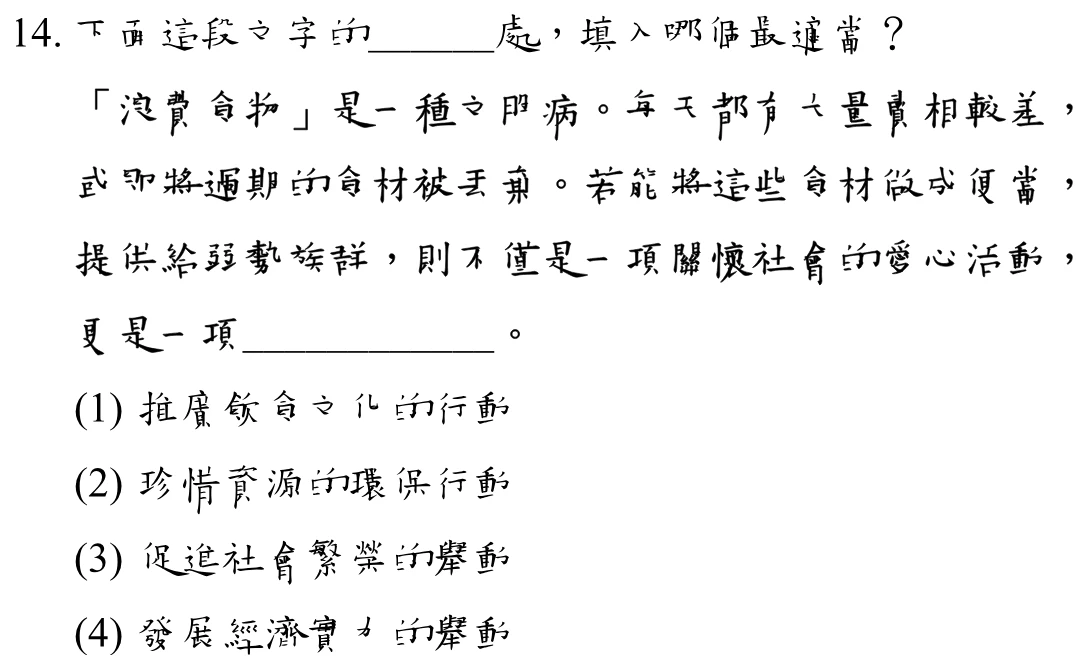 14. 下面這段文字的______處，填入哪個最適當？
「浪費食物」是一種文明病。每天都有大量賣相較差，
或即將過期的食材被丟棄。若能將這些食材做成便當，
提供給弱勢族群，則不僅是一項關懷社會的愛心活動，
更是一項____________。
(1) 推廣飲食文化的行動
(2) 珍惜資源的環保行動
(3) 促進社會繁榮的舉動
(4) 發展經濟實力的舉動